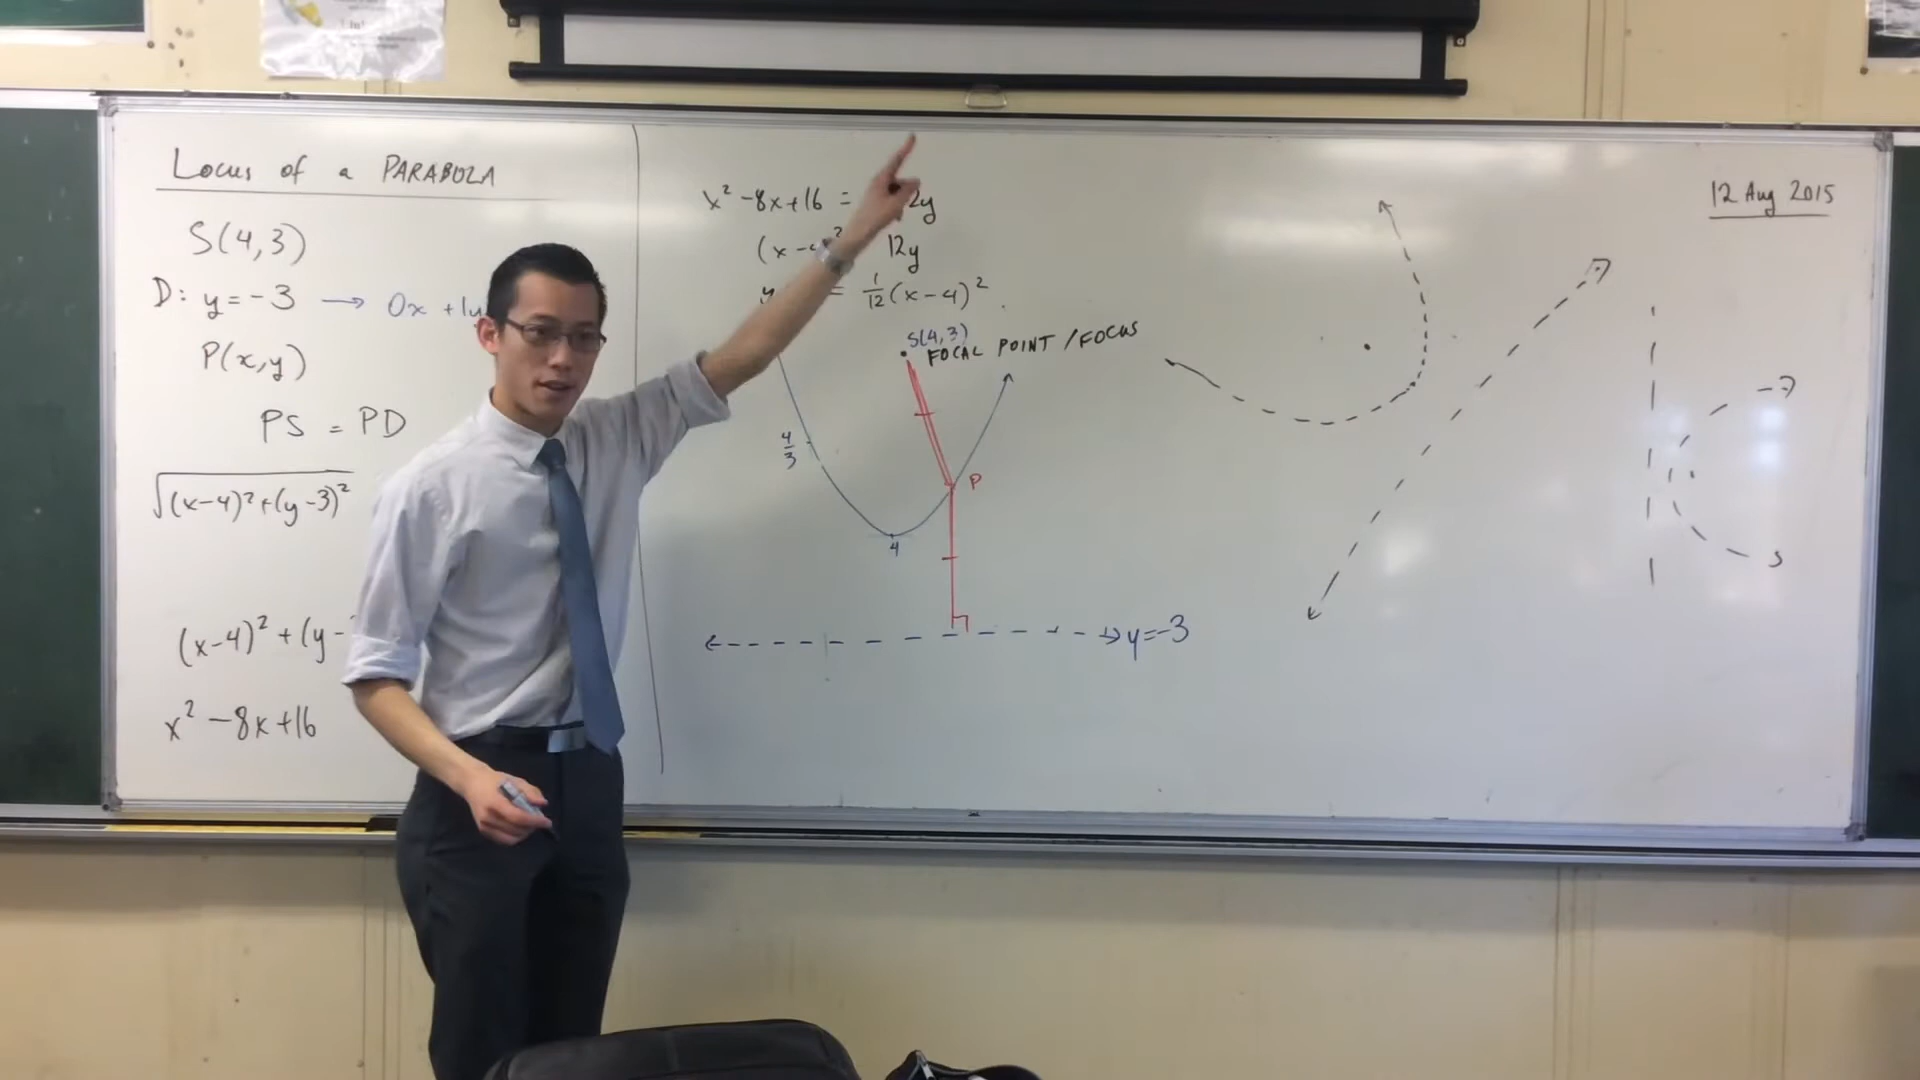 Locus of a PARABOLA
S(4,3)
D: y=-3 → 0x + 1y
P(x,y)
PS = PD
√(x-4)²+(y-3)²
(x-4)² + (y-
x² - 8x + 16
x² - 8x + 16 = 2y
(x - ² 12y
y = 1/12 (x-4)²
S(4,3)
FOCAL POINT / FOCUS
4/3
P
4
y=-3
12 Aug 2015